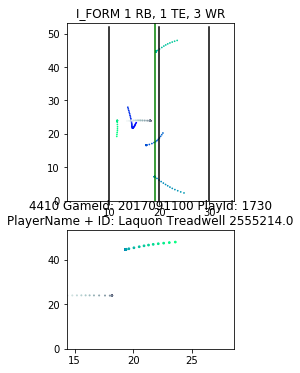 I_FORM 1 RB, 1 TE, 3 WR
50
40
30
20
10
0
10 20 30
4410 GameId: 2017091100 PlayId: 1730
PlayerName + ID: Laquon Treadwell 2555214.0
40
20
0
15 20 25